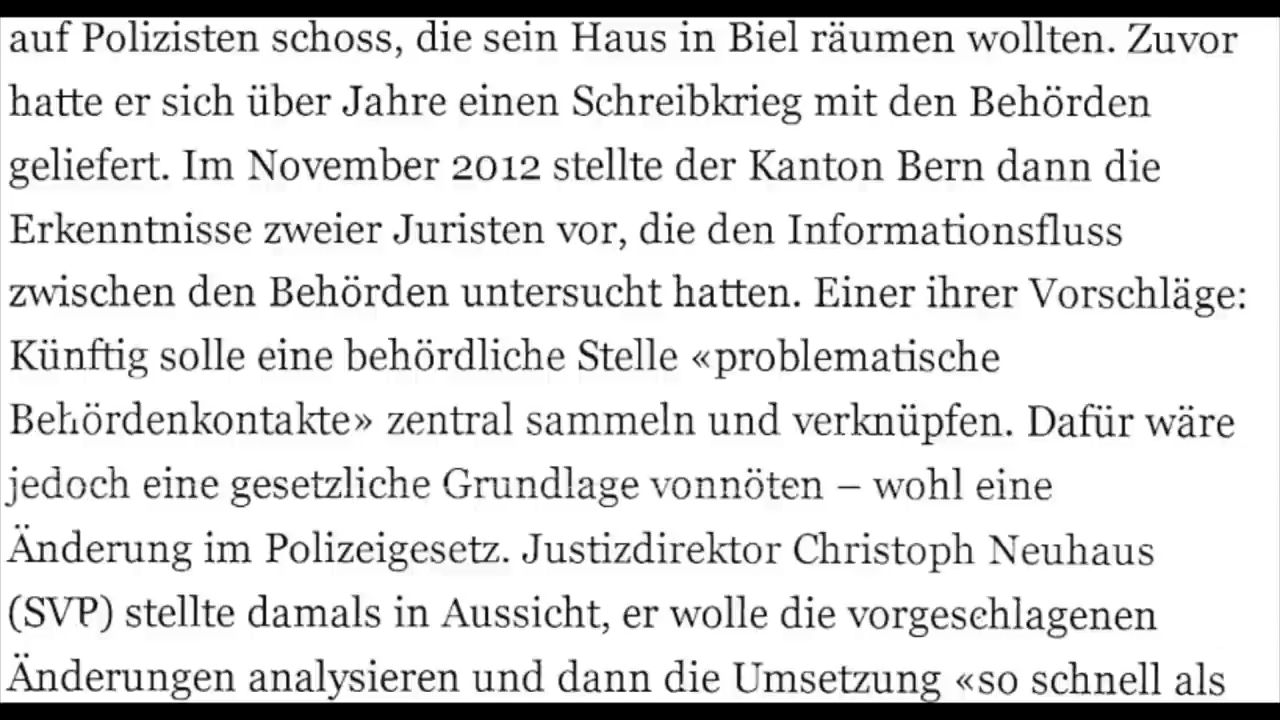 auf Polizisten schoss, die sein Haus in Biel räumen wollten. Zuvor
hatte er sich über Jahre einen Schreibkrieg mit den Behörden
geliefert. Im November 2012 stellte der Kanton Bern dann die
Erkenntnisse zweier Juristen vor, die den Informationsfluss
zwischen den Behörden untersucht hatten. Einer ihrer Vorschläge:
Künftig solle eine behördliche Stelle «problematische
Behördenkontakte» zentral sammeln und verknüpfen. Dafür wäre
jedoch eine gesetzliche Grundlage vonnöten – wohl eine
Änderung im Polizeigesetz. Justizdirektor Christoph Neuhaus
(SVP) stellte damals in Aussicht, er wolle die vorgeschlagenen
Änderungen analysieren und dann die Umsetzung «so schnell als